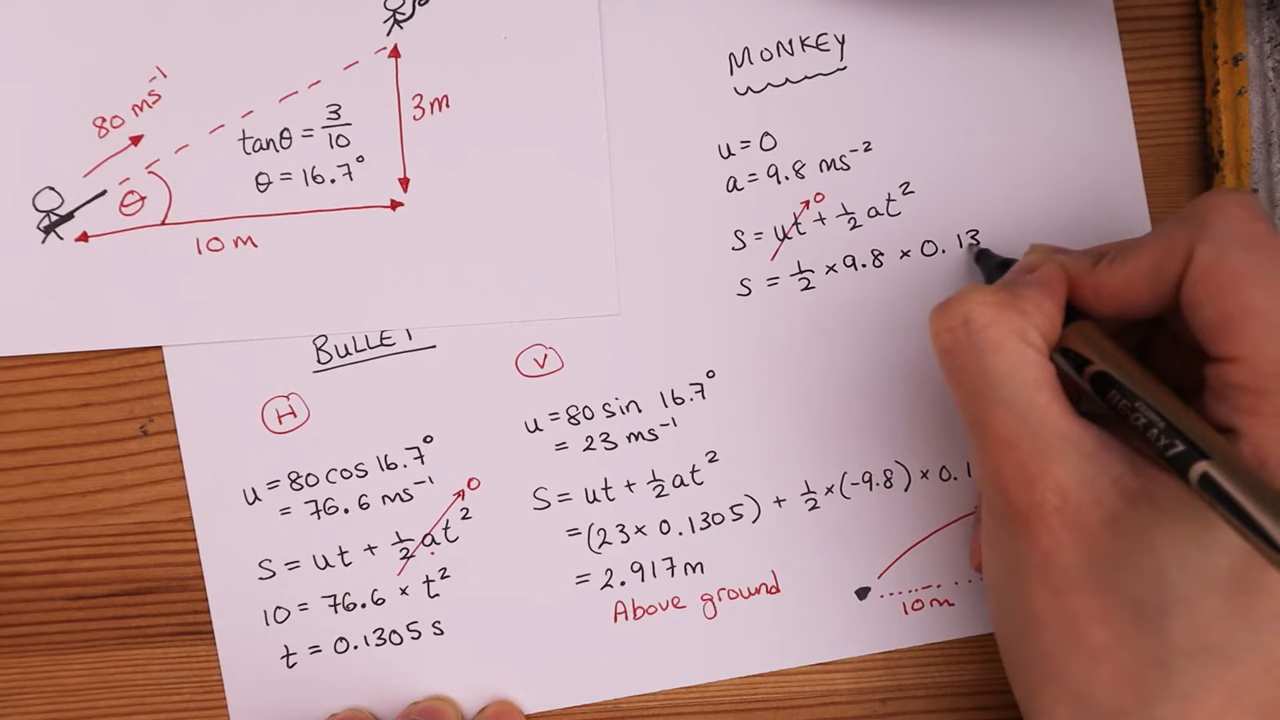 80 ms⁻¹
tanθ = 3/10
θ = 16.7°
θ
3m
10m
MONKEY
u = 0
a = 9.8 ms⁻²
s = ut + ½at²
0
s = ½ × 9.8 × 0.13
BULLET
H
u = 80 cos 16.7°
= 76.6 ms⁻¹
s = ut + ½at²
0
10 = 76.6 × t²
t = 0.1305 s
V
u = 80 sin 16.7°
= 23 ms⁻¹
S = ut + ½at²
= (23 × 0.1305) + ½ × (-9.8) × 0.1
= 2.917m
Above ground
10m